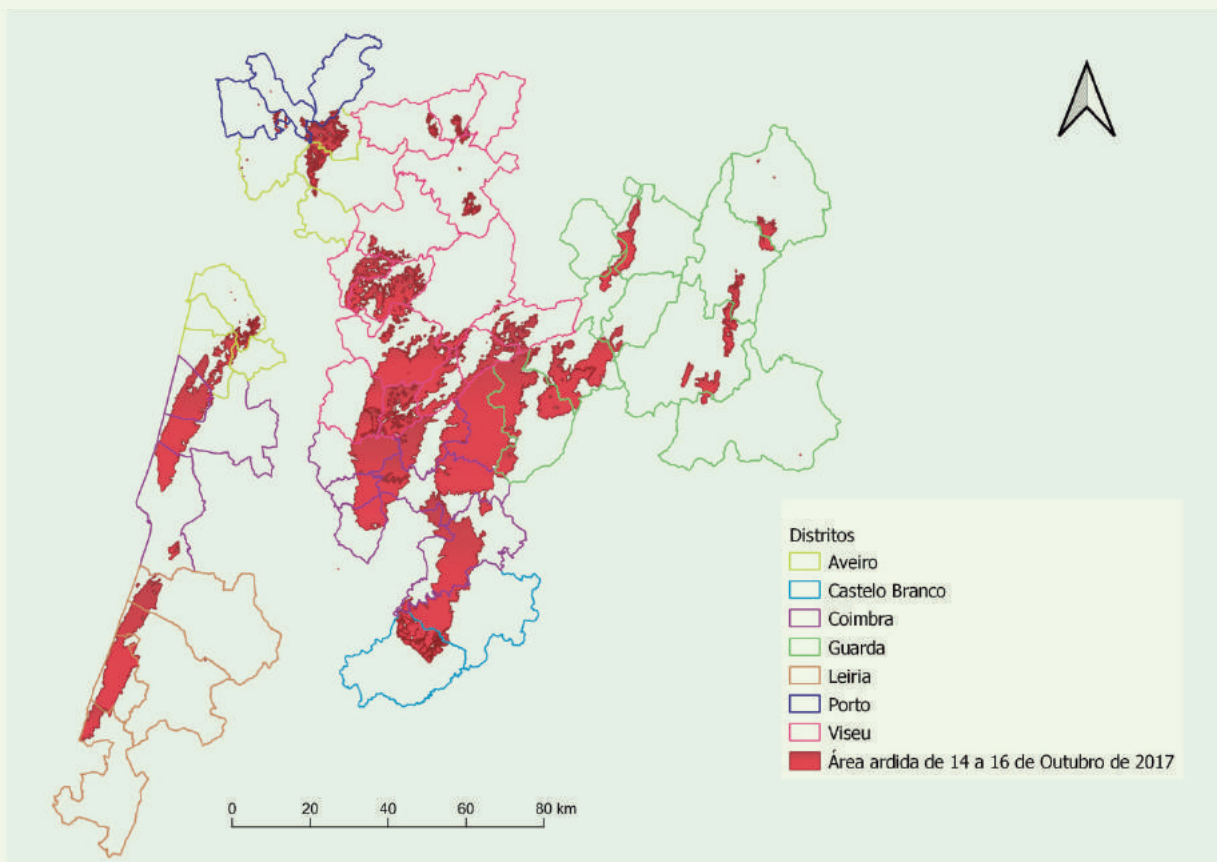 Distritos
Aveiro
Castelo Branco
Coimbra
Guarda
Leiria
Porto
Viseu
Área ardida de 14 a 16 de Outubro de 2017
0 20 40 60 80 km